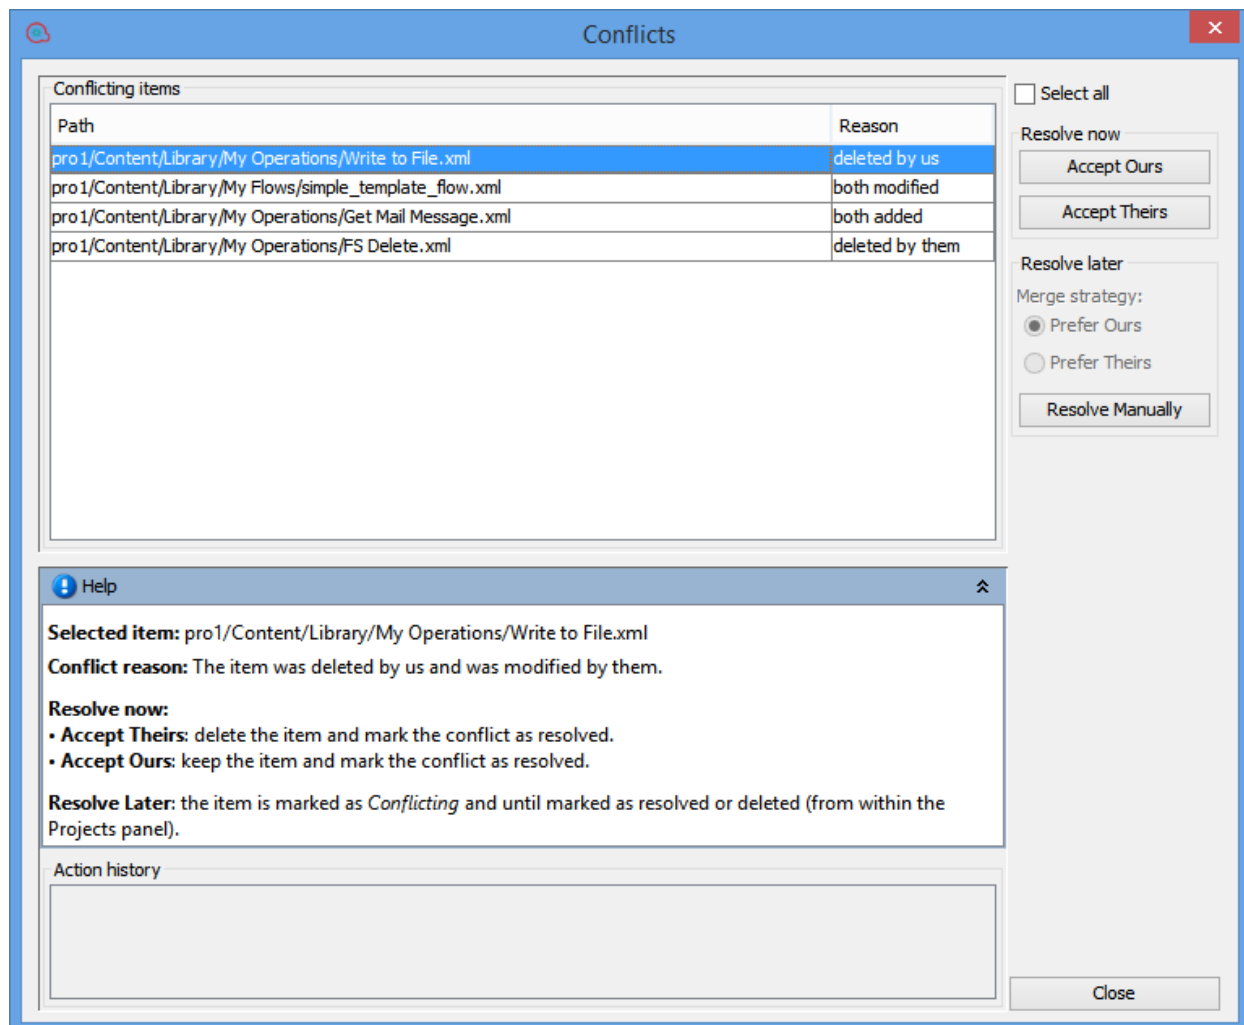 Conflicts
Conflicting items
Path Reason
pro1/Content/Library/My Operations/Write to File.xml deleted by us
pro1/Content/Library/My Flows/simple_template_flow.xml both modified
pro1/Content/Library/My Operations/Get Mail Message.xml both added
pro1/Content/Library/My Operations/FS Delete.xml deleted by them
Select all
Resolve now
Accept Ours
Accept Theirs
Resolve later
Merge strategy:
Prefer Ours
Prefer Theirs
Resolve Manually
Help
Selected item: pro1/Content/Library/My Operations/Write to File.xml
Conflict reason: The item was deleted by us and was modified by them.
Resolve now:
• Accept Theirs: delete the item and mark the conflict as resolved.
• Accept Ours: keep the item and mark the conflict as resolved.
Resolve Later: the item is marked as Conflicting and until marked as resolved or deleted (from within the
Projects panel).
Action history
Close